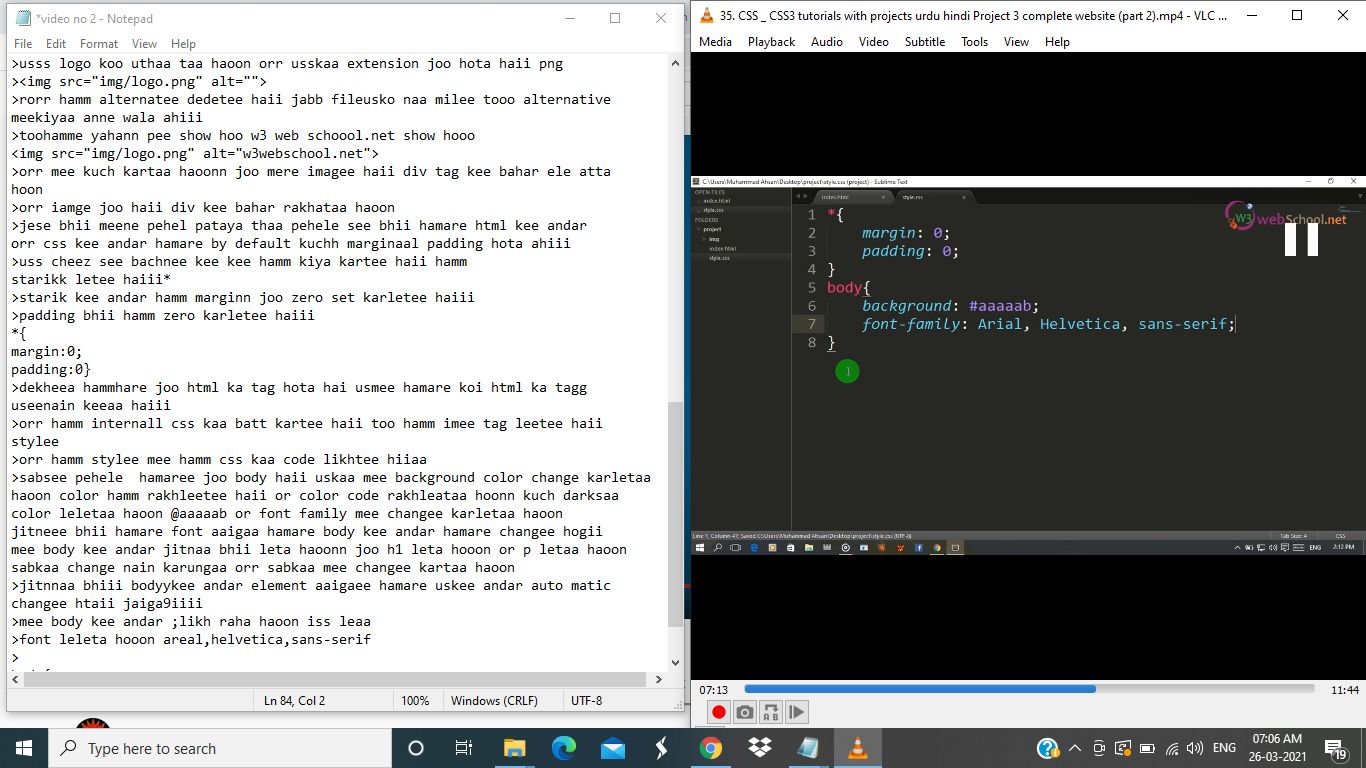 *video no 2 - Notepad
File Edit Format View Help
>usss logo koo uthaa taa haoon orr usskaa extension joo hota haii png
><img src="img/logo.png" alt="">
>rorr hamm alternatee dedetee haii jabb fileusko naa milee tooo alternative
meekiyaa anne wala ahiii
>toohamme yahann pee show hoo w3 web schoool.net show hooo
<img src="img/logo.png" alt="w3webschool.net">
>orr mee kuch kartaa haoonn joo mere imagee haii div tag kee bahar ele atta
hoon
>orr iamge joo haii div kee bahar rakhataa haoon
>jese bhii meene pehel pataya thaa pehele see bhii hamare html kee andar
orr css kee andar hamare by default kuchh marginaal padding hota ahiii
>uss cheez see bachnee kee kee hamm kiya kartee haii hamm
starikk letee haiii*
>starik kee andar hamm marginn joo zero set karletee haiii
>padding bhii hamm zero karletee haiii
*{
margin:0;
padding:0}
>dekheea hammhare joo html ka tag hota hai usmee hamare koi html ka tagg
useenain keeaa haiii
>orr hamm internall css kaa batt kartee haii too hamm imee tag leetee haii
stylee
>orr hamm stylee mee hamm css kaa code likhtee hiiaa
>sabsee pehele  hamaree joo body haii uskaa mee background color change karletaa
haoon color hamm rakhleetee haii or color code rakhleataa hoonn kuch darksaa
color leletaa haoon @aaaaab or font family mee changee karletaa haoon
jitneee bhii hamare font aaigaa hamare body kee andar hamare changee hogii
mee body kee andar jitnaa bhii leta haoonn joo h1 leta hooon or p letaa haoon
sabkaa change nain karungaa orr sabkaa mee changee kartaa haoon
>jitnnaa bhiii bodyykee andar element aaigaee hamare uskee andar auto matic
changee htaii jaiga9iiii
>mee body kee andar ;likh raha haoon iss leaa
>font leleta hooon areal,helvetica,sans-serif
>
Ln 84, Col 2 100% Windows (CRLF) UTF-8
35. CSS _ CSS3 tutorials with projects urdu hindi Project 3 complete website (part 2).mp4 - VLC ...
Media Playback Audio Video Subtitle Tools View Help
C:\Users\Muhammad Ahsan\Desktop\project\style.css (project) - Sublime Text
OPEN FILES
index.html
style.css
FOLDERS
project
img
index.html
style.css
index.html style.css
W3 webSchool.net
1 *{
2 margin: 0;
3 padding: 0;
4 }
5 body{
6 background: #aaaaab;
7 font-family: Arial, Helvetica, sans-serif;
8 }
Line 7, Column 47; Saved C:\Users\Muhammad Ahsan\Desktop\project\style.css (UTF-8) Tab Size: 4 CSS
ENG 2:12 PM
07:13 11:44
Type here to search
ENG 07:06 AM
26-03-2021
19